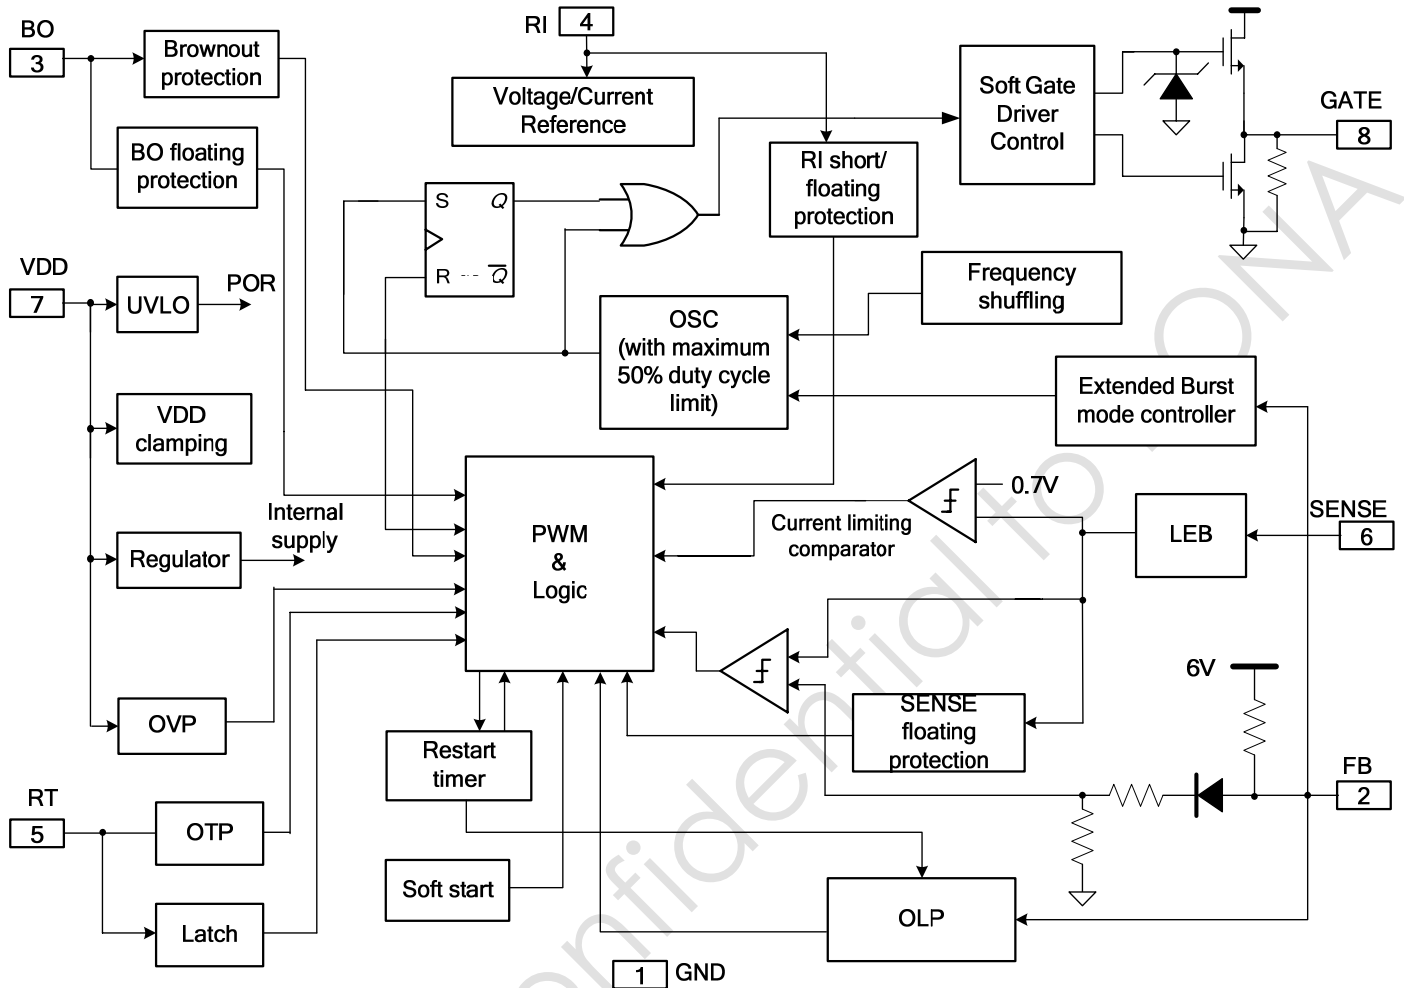 BO
3
Brownout
protection
BO floating
protection
RI
4
Voltage/Current
Reference
RI short/
floating
protection
Soft Gate
Driver
Control
GATE
8
S
Q
R
Q
VDD
7
UVLO
POR
VDD
clamping
Regulator
Internal
supply
OVP
OSC
(with maximum
50% duty cycle
limit)
Frequency
shuffling
Extended Burst
mode controller
PWM
&
Logic
0.7V
Current limiting
comparator
LEB
SENSE
6
SENSE
floating
protection
6V
FB
2
Restart
timer
RT
5
OTP
Latch
Soft start
OLP
1
GND
onfidential to ONA